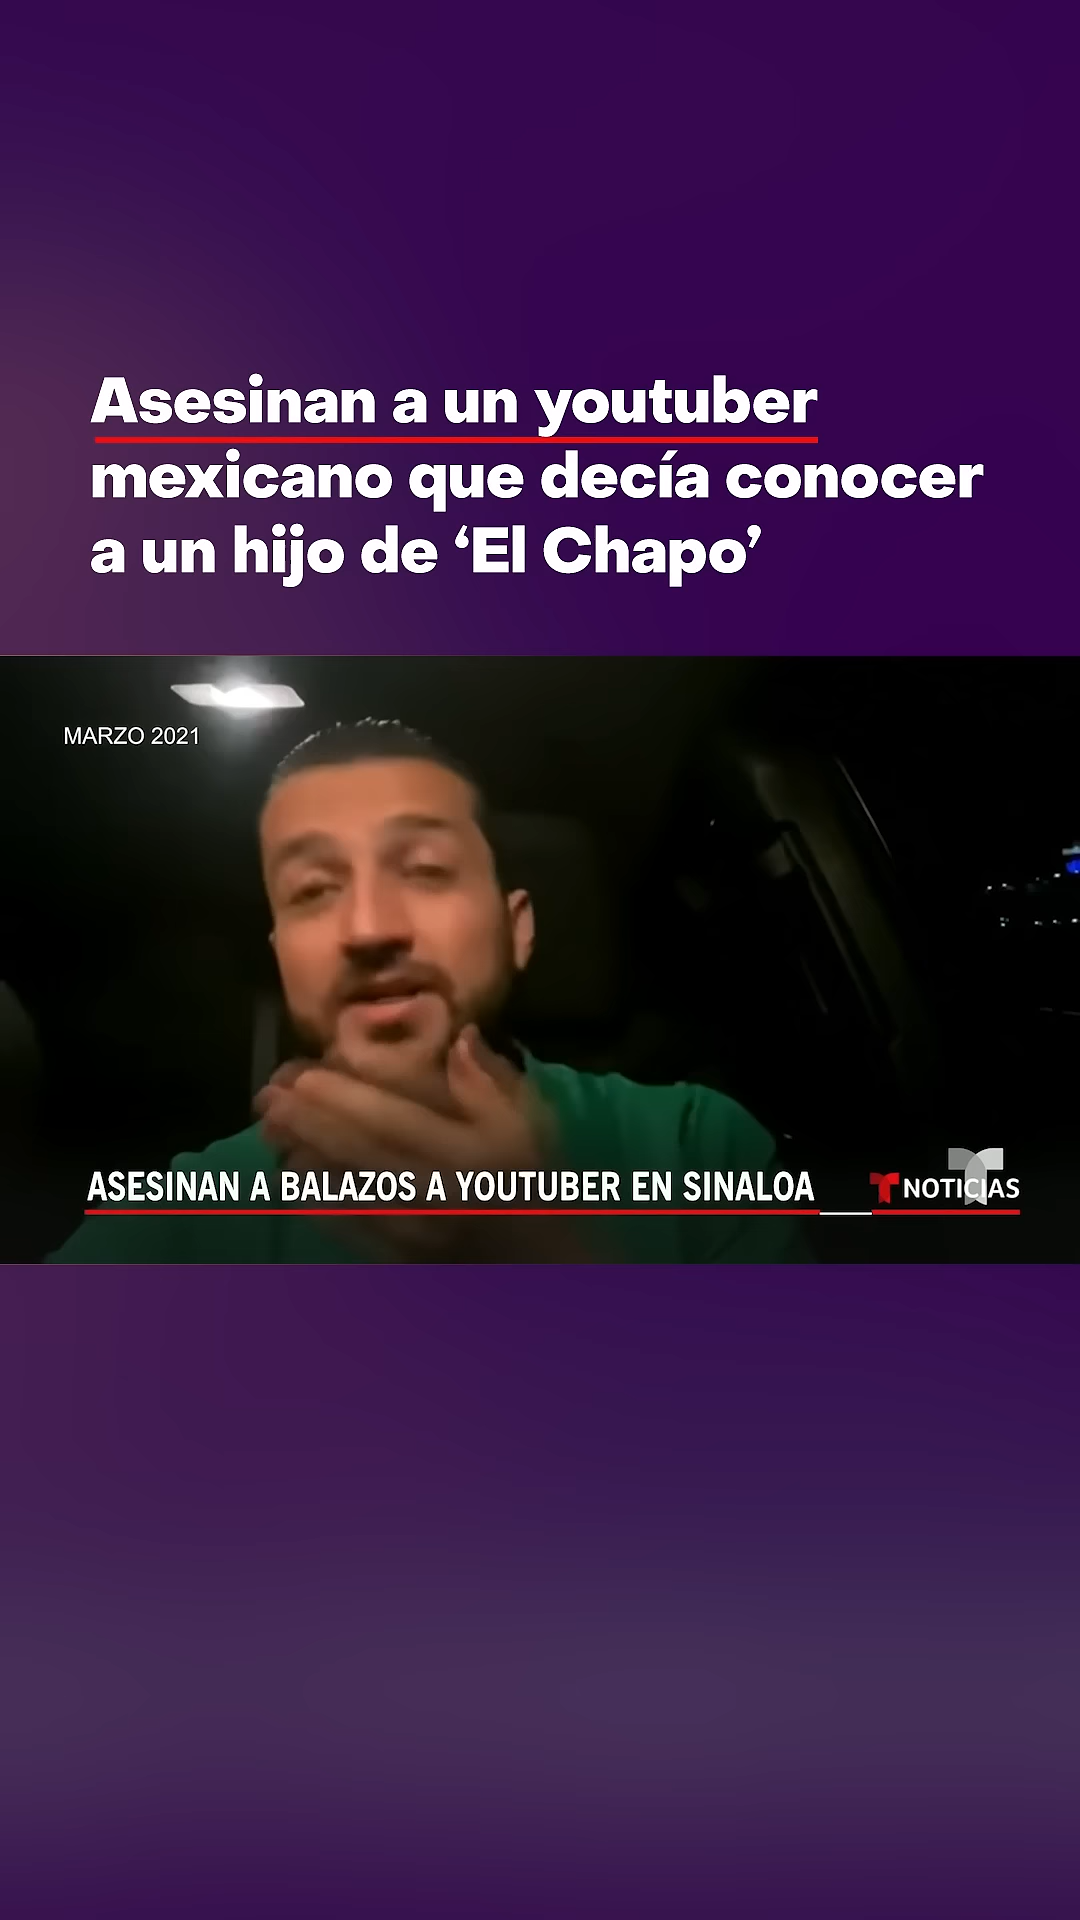 Asesinan a un youtuber
mexicano que decía conocer
a un hijo de ‘El Chapo’
MARZO 2021
ASESINAN A BALAZOS A YOUTUBER EN SINALOA
NOTICIAS